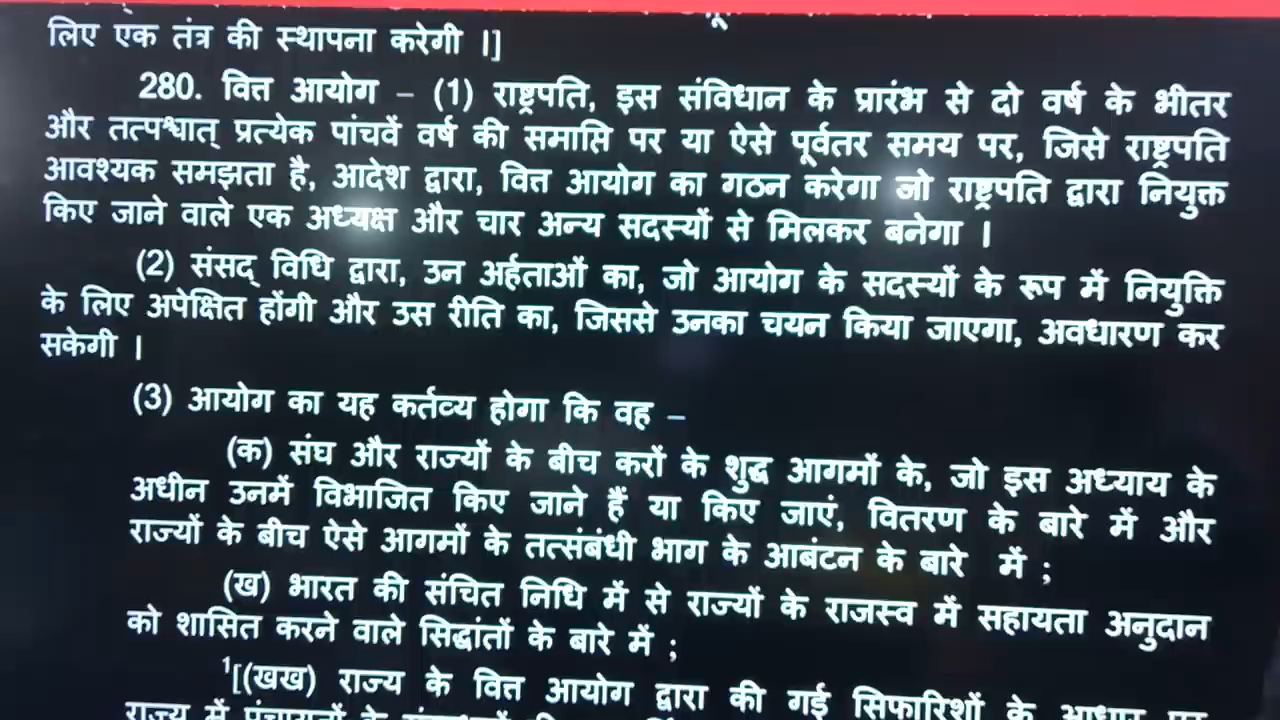 लिए एक तंत्र की स्थापना करेगी ।]
280. वित्त आयोग – (1) राष्ट्रपति, इस संविधान के प्रारंभ से दो वर्ष के भीतर
और तत्पश्चात् प्रत्येक पांचवें वर्ष की समाप्ति पर या ऐसे पूर्वतर समय पर, जिसे राष्ट्रपति
आवश्यक समझता है, आदेश द्वारा, वित्त आयोग का गठन करेगा जो राष्ट्रपति द्वारा नियुक्त
किए जाने वाले एक अध्यक्ष और चार अन्य सदस्यों से मिलकर बनेगा ।
(2) संसद् विधि द्वारा, उन अर्हताओं का, जो आयोग के सदस्यों के रूप में नियुक्ति
के लिए अपेक्षित होंगी और उस रीति का, जिससे उनका चयन किया जाएगा, अवधारण कर
सकेगी ।
(3) आयोग का यह कर्तव्य होगा कि वह –
(क) संघ और राज्यों के बीच करों के शुद्ध आगमों के, जो इस अध्याय के
अधीन उनमें विभाजित किए जाने हैं या किए जाएं, वितरण के बारे में और
राज्यों के बीच ऐसे आगमों के तत्संबंधी भाग के आबंटन के बारे में ;
(ख) भारत की संचित निधि में से राज्यों के राजस्व में सहायता अनुदान
को शासित करने वाले सिद्धांतों के बारे में ;
¹[(खख) राज्य के वित्त आयोग द्वारा की गई सिफारिशों के आधार पर
राज्य में पंचायतों के